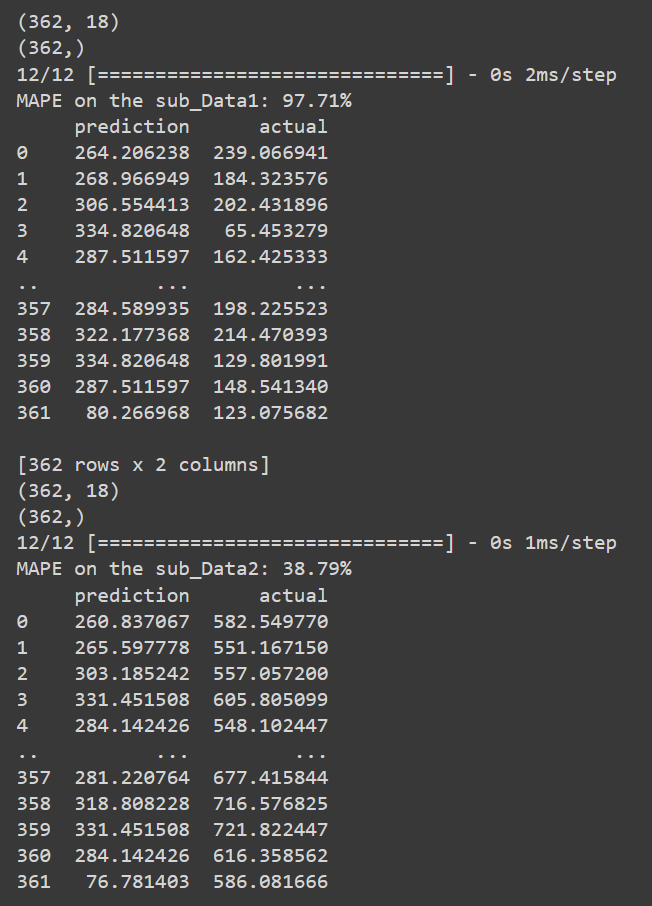 (362, 18)
(362,)
12/12 [==============================] - 0s 2ms/step
MAPE on the sub_Data1: 97.71%
     prediction      actual
0    264.206238  239.066941
1    268.966949  184.323576
2    306.554413  202.431896
3    334.820648   65.453279
4    287.511597  162.425333
..          ...         ...
357  284.589935  198.225523
358  322.177368  214.470393
359  334.820648  129.801991
360  287.511597  148.541340
361   80.266968  123.075682

[362 rows x 2 columns]
(362, 18)
(362,)
12/12 [==============================] - 0s 1ms/step
MAPE on the sub_Data2: 38.79%
     prediction      actual
0    260.837067  582.549770
1    265.597778  551.167150
2    303.185242  557.057200
3    331.451508  605.805099
4    284.142426  548.102447
..          ...         ...
357  281.220764  677.415844
358  318.808228  716.576825
359  331.451508  721.822447
360  284.142426  616.358562
361   76.781403  586.081666